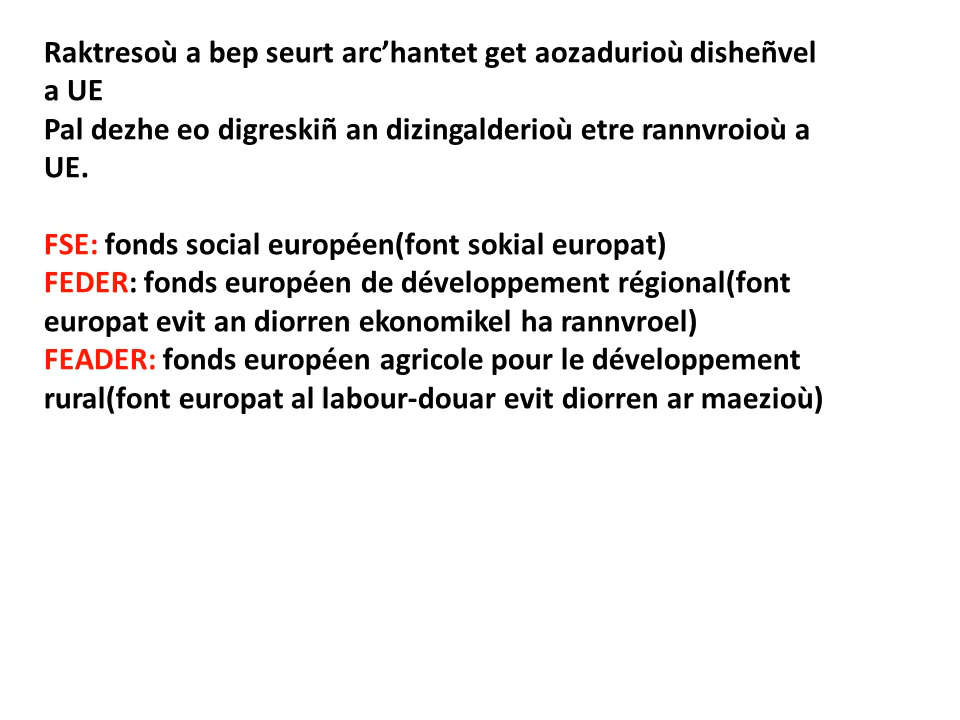 Raktresoù a bep seurt arc’hantet get aozadurioù disheñvel
a UE
Pal dezhe eo digreskiñ an dizingalderioù etre rannvroioù a
UE.
FSE: fonds social européen(font sokial europat)
FEDER: fonds européen de développement régional(font
europat evit an diorren ekonomikel ha rannvroel)
FEADER: fonds européen agricole pour le développement
rural(font europat al labour-douar evit diorren ar maezioù)